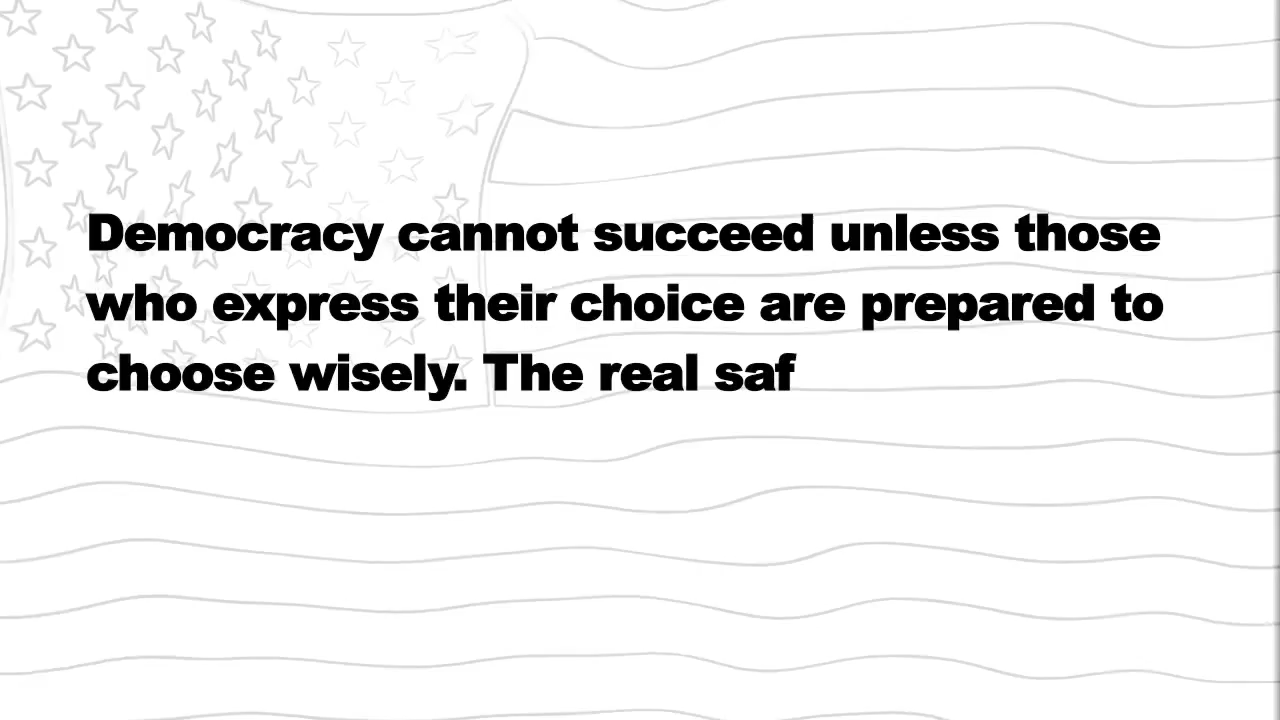 Democracy cannot succeed unless those
who express their choice are prepared to
choose wisely. The real saf